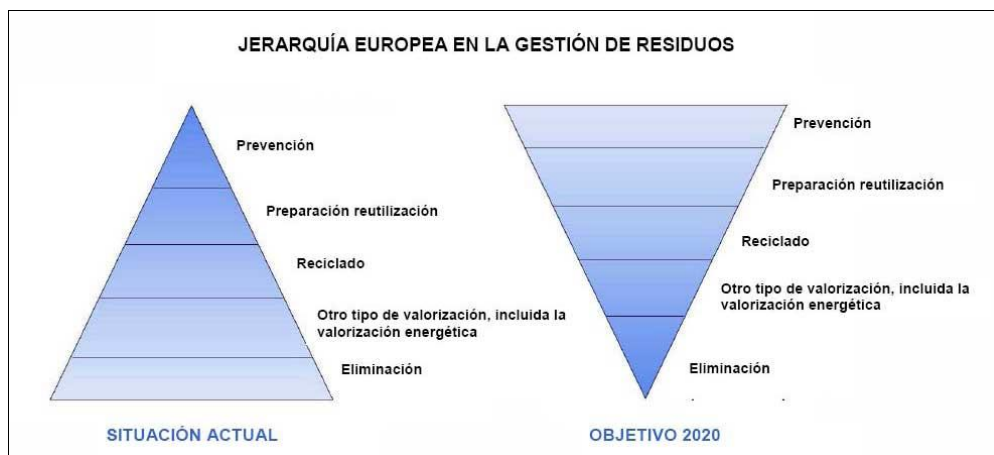 JERARQUÍA EUROPEA EN LA GESTIÓN DE RESIDUOS
Prevención
Preparación reutilización
Reciclado
Otro tipo de valorización, incluida la
valorización energética
Eliminación
SITUACIÓN ACTUAL
Prevención
Preparación reutilización
Reciclado
Otro tipo de valorización, incluida la
valorización energética
Eliminación
OBJETIVO 2020